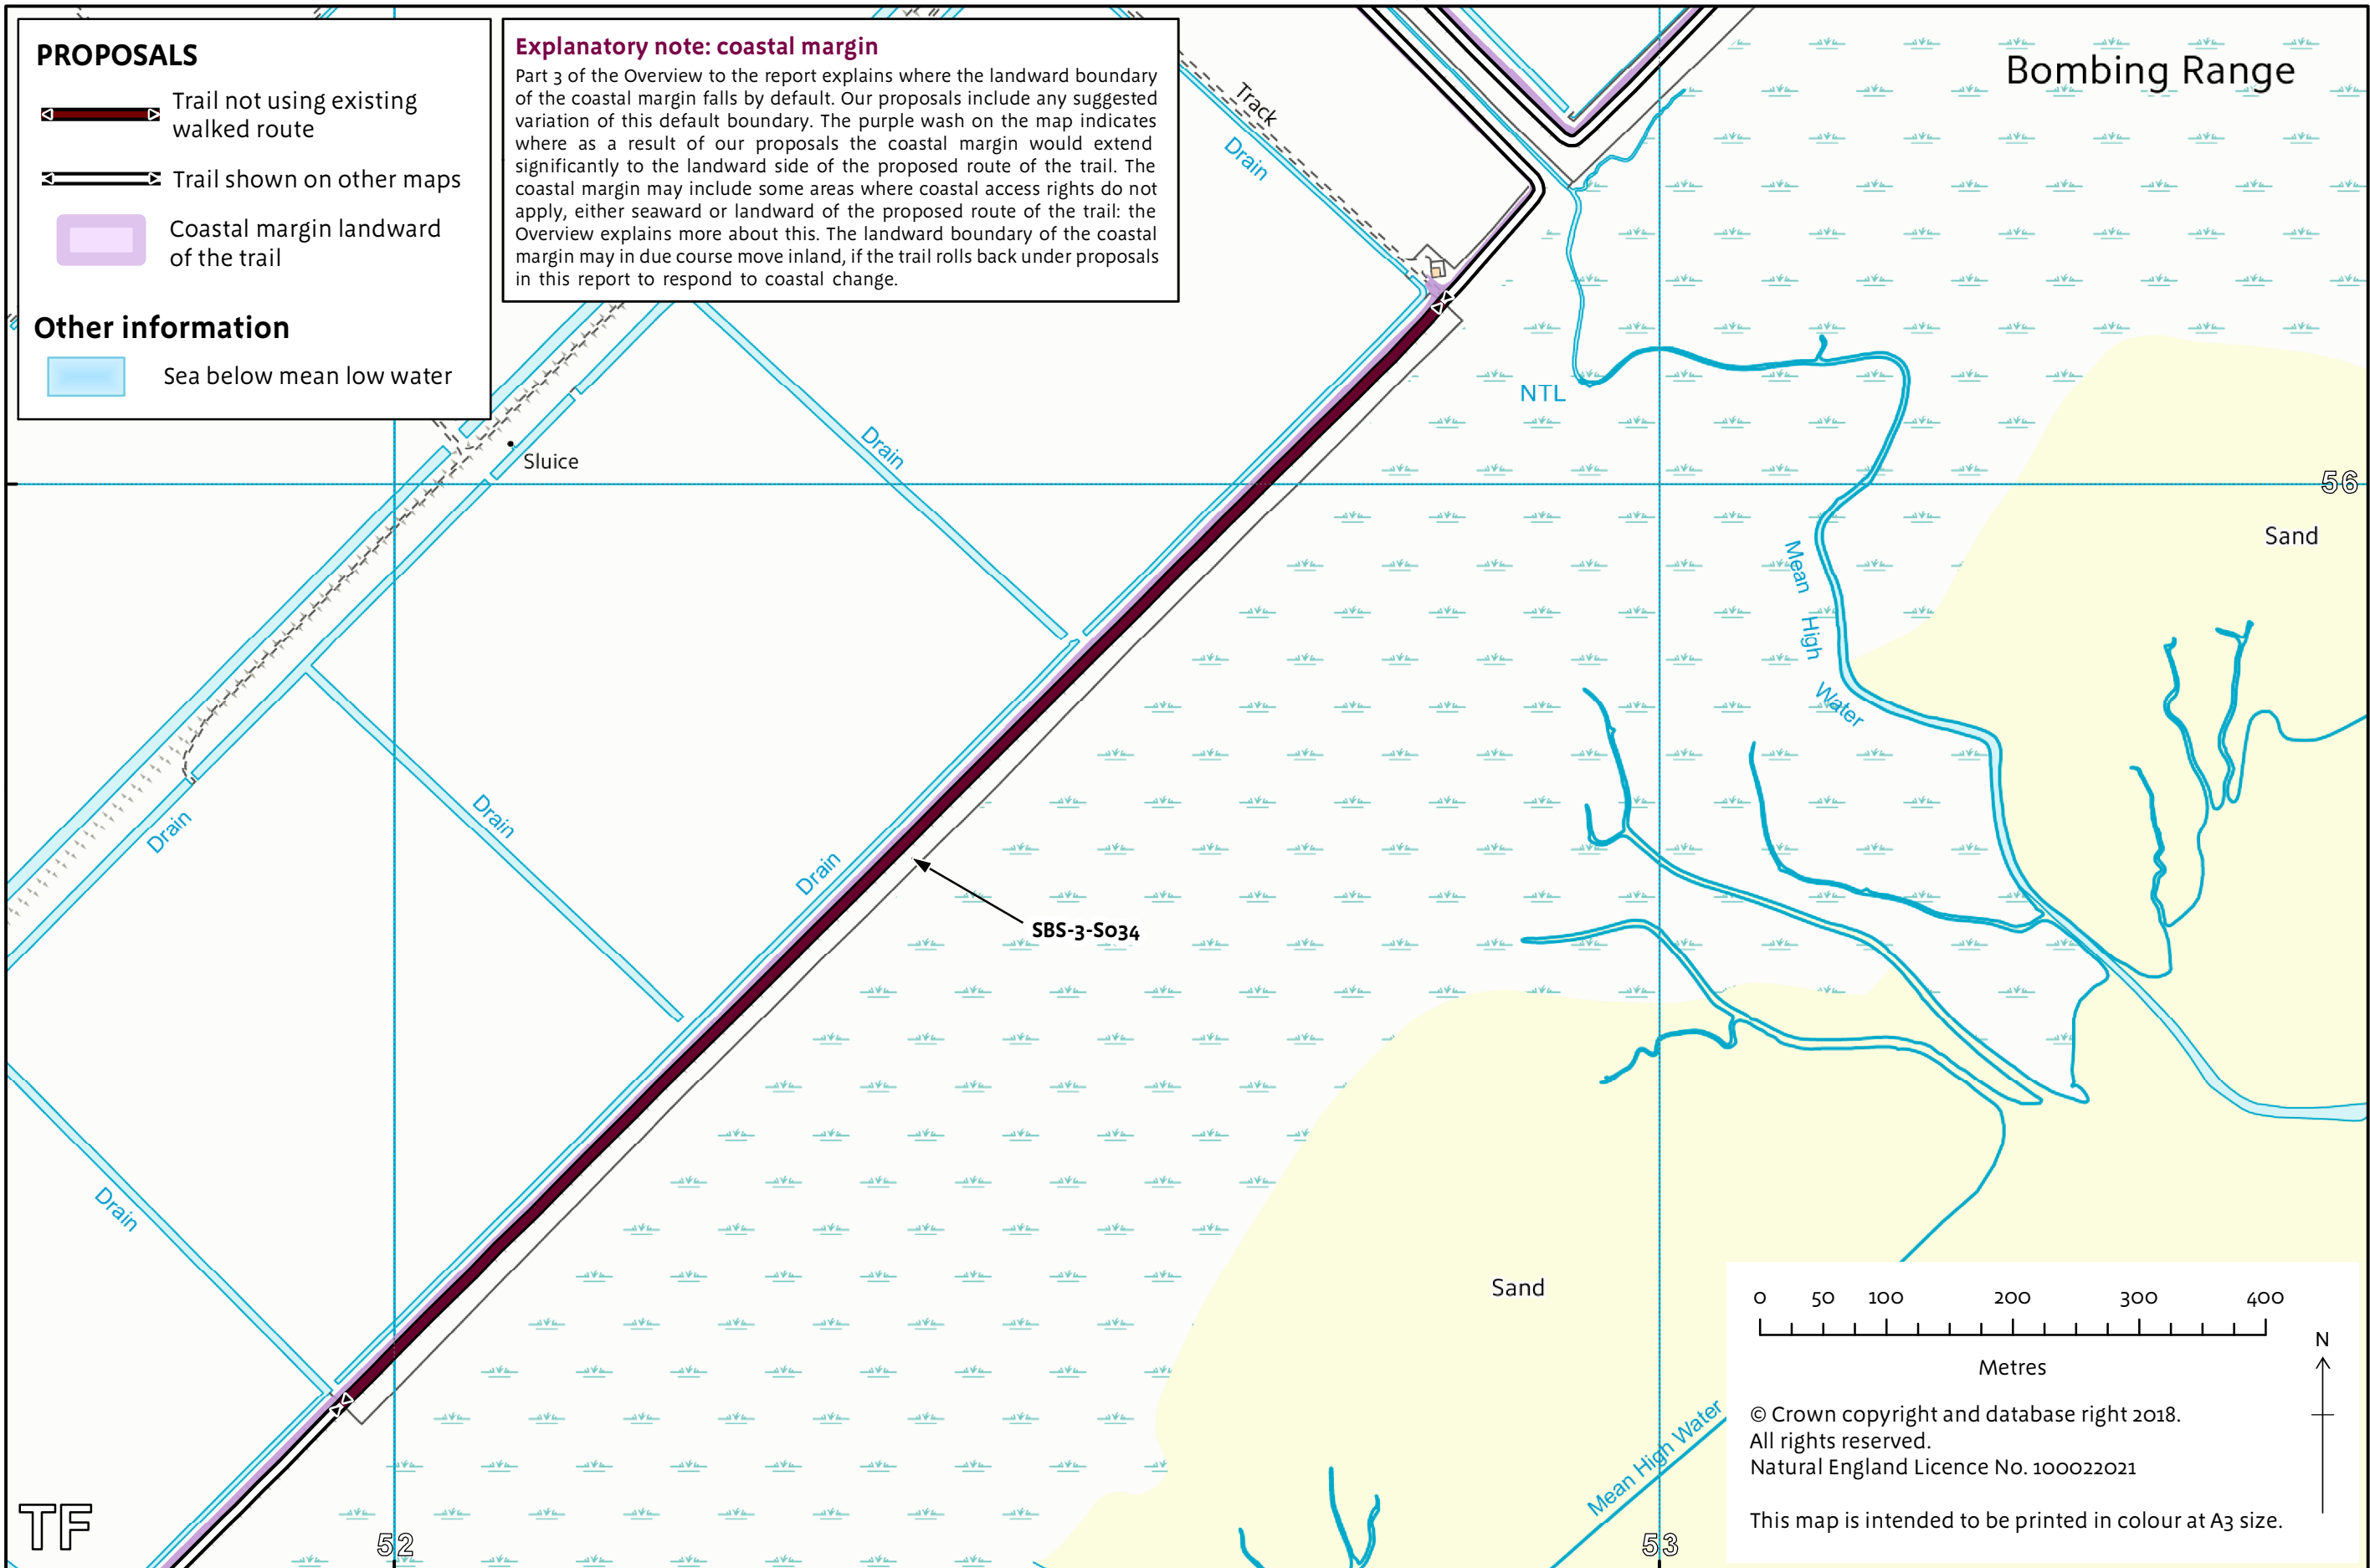 PROPOSALS
Trail not using existing
walked route
Trail shown on other maps
Coastal margin landward
of the trail
Other information
Sea below mean low water
Explanatory note: coastal margin
Part 3 of the Overview to the report explains where the landward boundary
of the coastal margin falls by default. Our proposals include any suggested
variation of this default boundary. The purple wash on the map indicates
where as a result of our proposals the coastal margin would extend
significantly to the landward side of the proposed route of the trail. The
coastal margin may include some areas where coastal access rights do not
apply, either seaward or landward of the proposed route of the trail: the
Overview explains more about this. The landward boundary of the coastal
margin may in due course move inland, if the trail rolls back under proposals
in this report to respond to coastal change.
Bombing Range
Track
Drain
NTL
Sluice
Drain
56
Sand
Mean
High
Water
Drain
Drain
Drain
SBS-3-S034
Drain
Sand
Mean High Water
0 50 100 200 300 400
Metres
N
© Crown copyright and database right 2018.
All rights reserved.
Natural England Licence No. 100022021
This map is intended to be printed in colour at A3 size.
TF
52
53